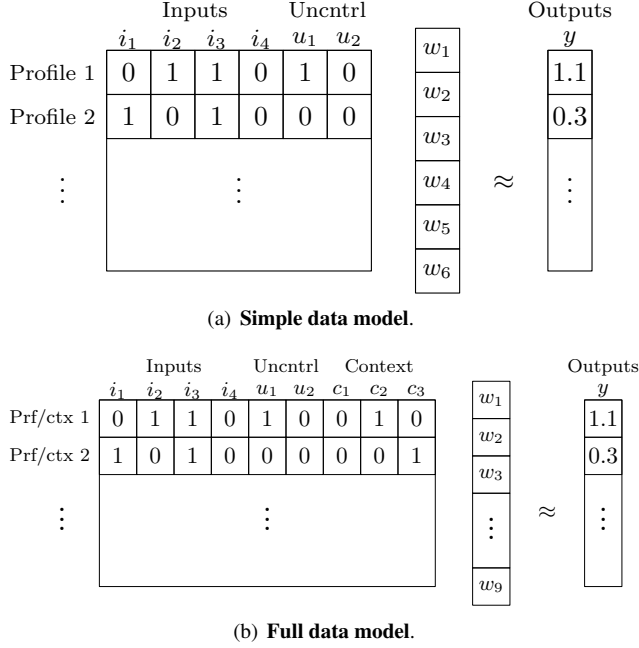 Inputs Uncntrl Outputs
i₁ i₂ i₃ i₄ u₁ u₂ y
Profile 1 0 1 1 0 1 0 w₁ 1.1
Profile 2 1 0 1 0 0 0 w₂ 0.3
w₃
⋮ ⋮ w₄ ≈ ⋮
w₅
w₆
(a) Simple data model.
Inputs Uncntrl Context Outputs
i₁ i₂ i₃ i₄ u₁ u₂ c₁ c₂ c₃ y
Prf/ctx 1 0 1 1 0 1 0 0 1 0 w₁ 1.1
Prf/ctx 2 1 0 1 0 0 0 0 0 1 w₂ 0.3
w₃
⋮ ⋮ ⋮ ≈ ⋮
w₉
(b) Full data model.